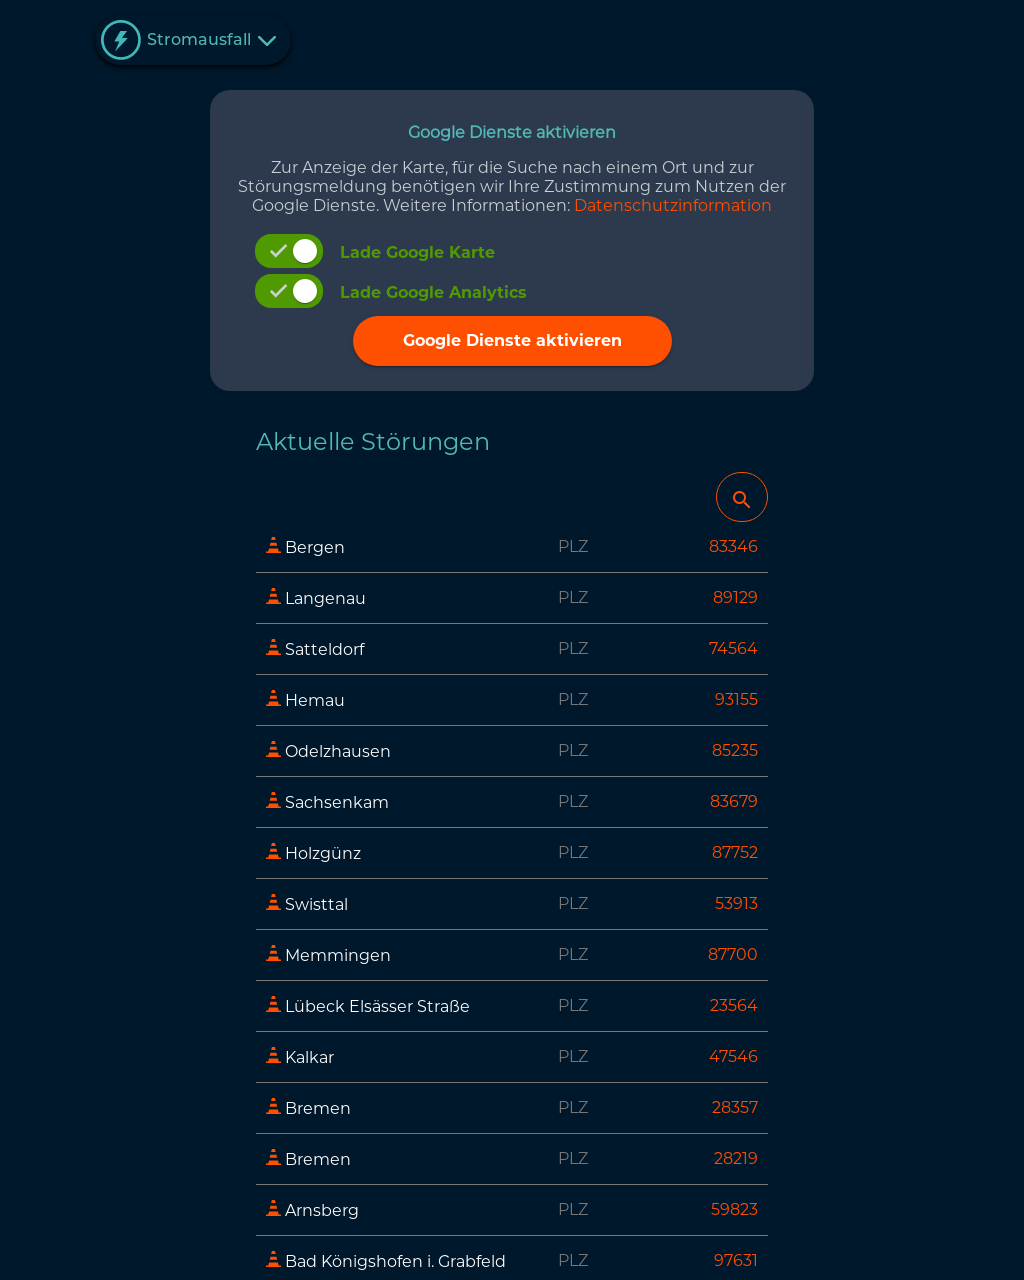 Stromausfall
Google Dienste aktivieren
Zur Anzeige der Karte, für die Suche nach einem Ort und zur
Störungsmeldung benötigen wir Ihre Zustimmung zum Nutzen der
Google Dienste. Weitere Informationen: Datenschutzinformation
Lade Google Karte
Lade Google Analytics
Google Dienste aktivieren
Aktuelle Störungen
Bergen PLZ 83346
Langenau PLZ 89129
Satteldorf PLZ 74564
Hemau PLZ 93155
Odelzhausen PLZ 85235
Sachsenkam PLZ 83679
Holzgünz PLZ 87752
Swisttal PLZ 53913
Memmingen PLZ 87700
Lübeck Elsässer Straße PLZ 23564
Kalkar PLZ 47546
Bremen PLZ 28357
Bremen PLZ 28219
Arnsberg PLZ 59823
Bad Königshofen i. Grabfeld PLZ 97631